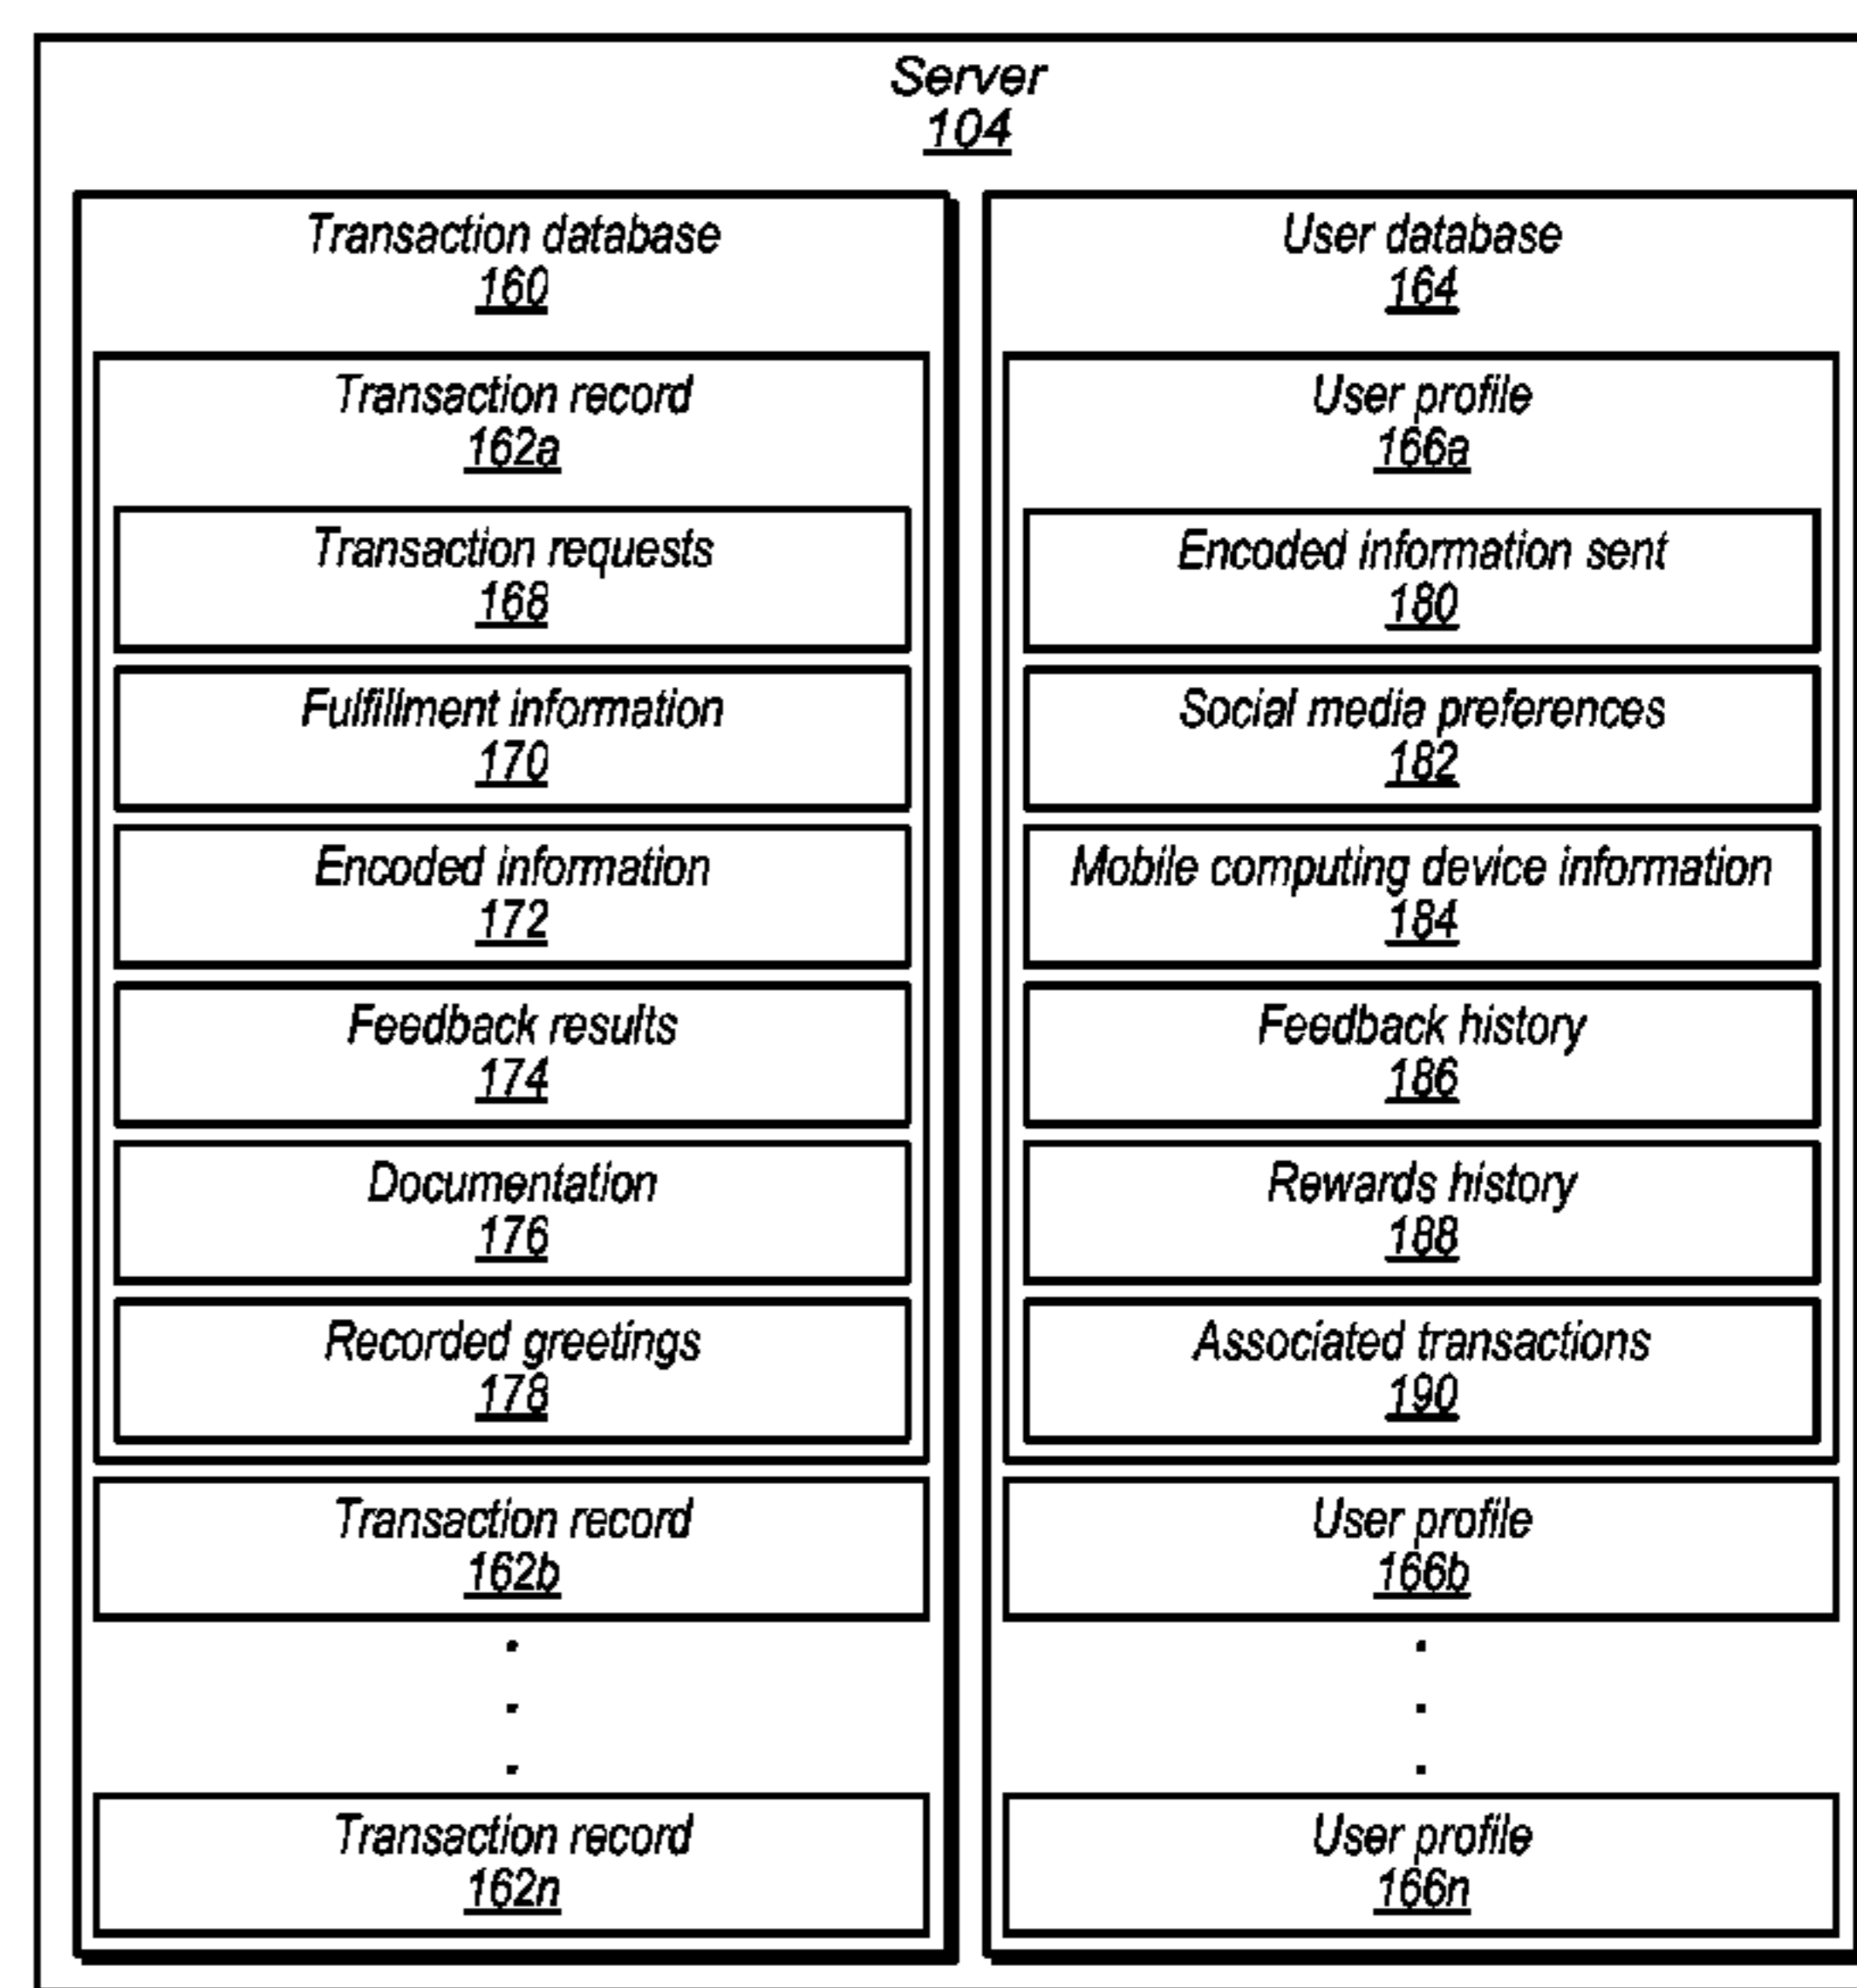 Server
104
Transaction database
160
Transaction record
162a
Transaction requests
168
Fulfillment information
170
Encoded information
172
Feedback results
174
Documentation
176
Recorded greetings
178
Transaction record
162b
.
.
.
Transaction record
162n
User database
164
User profile
166a
Encoded information sent
180
Social media preferences
182
Mobile computing device information
184
Feedback history
186
Rewards history
188
Associated transactions
190
User profile
166b
.
.
.
User profile
166n